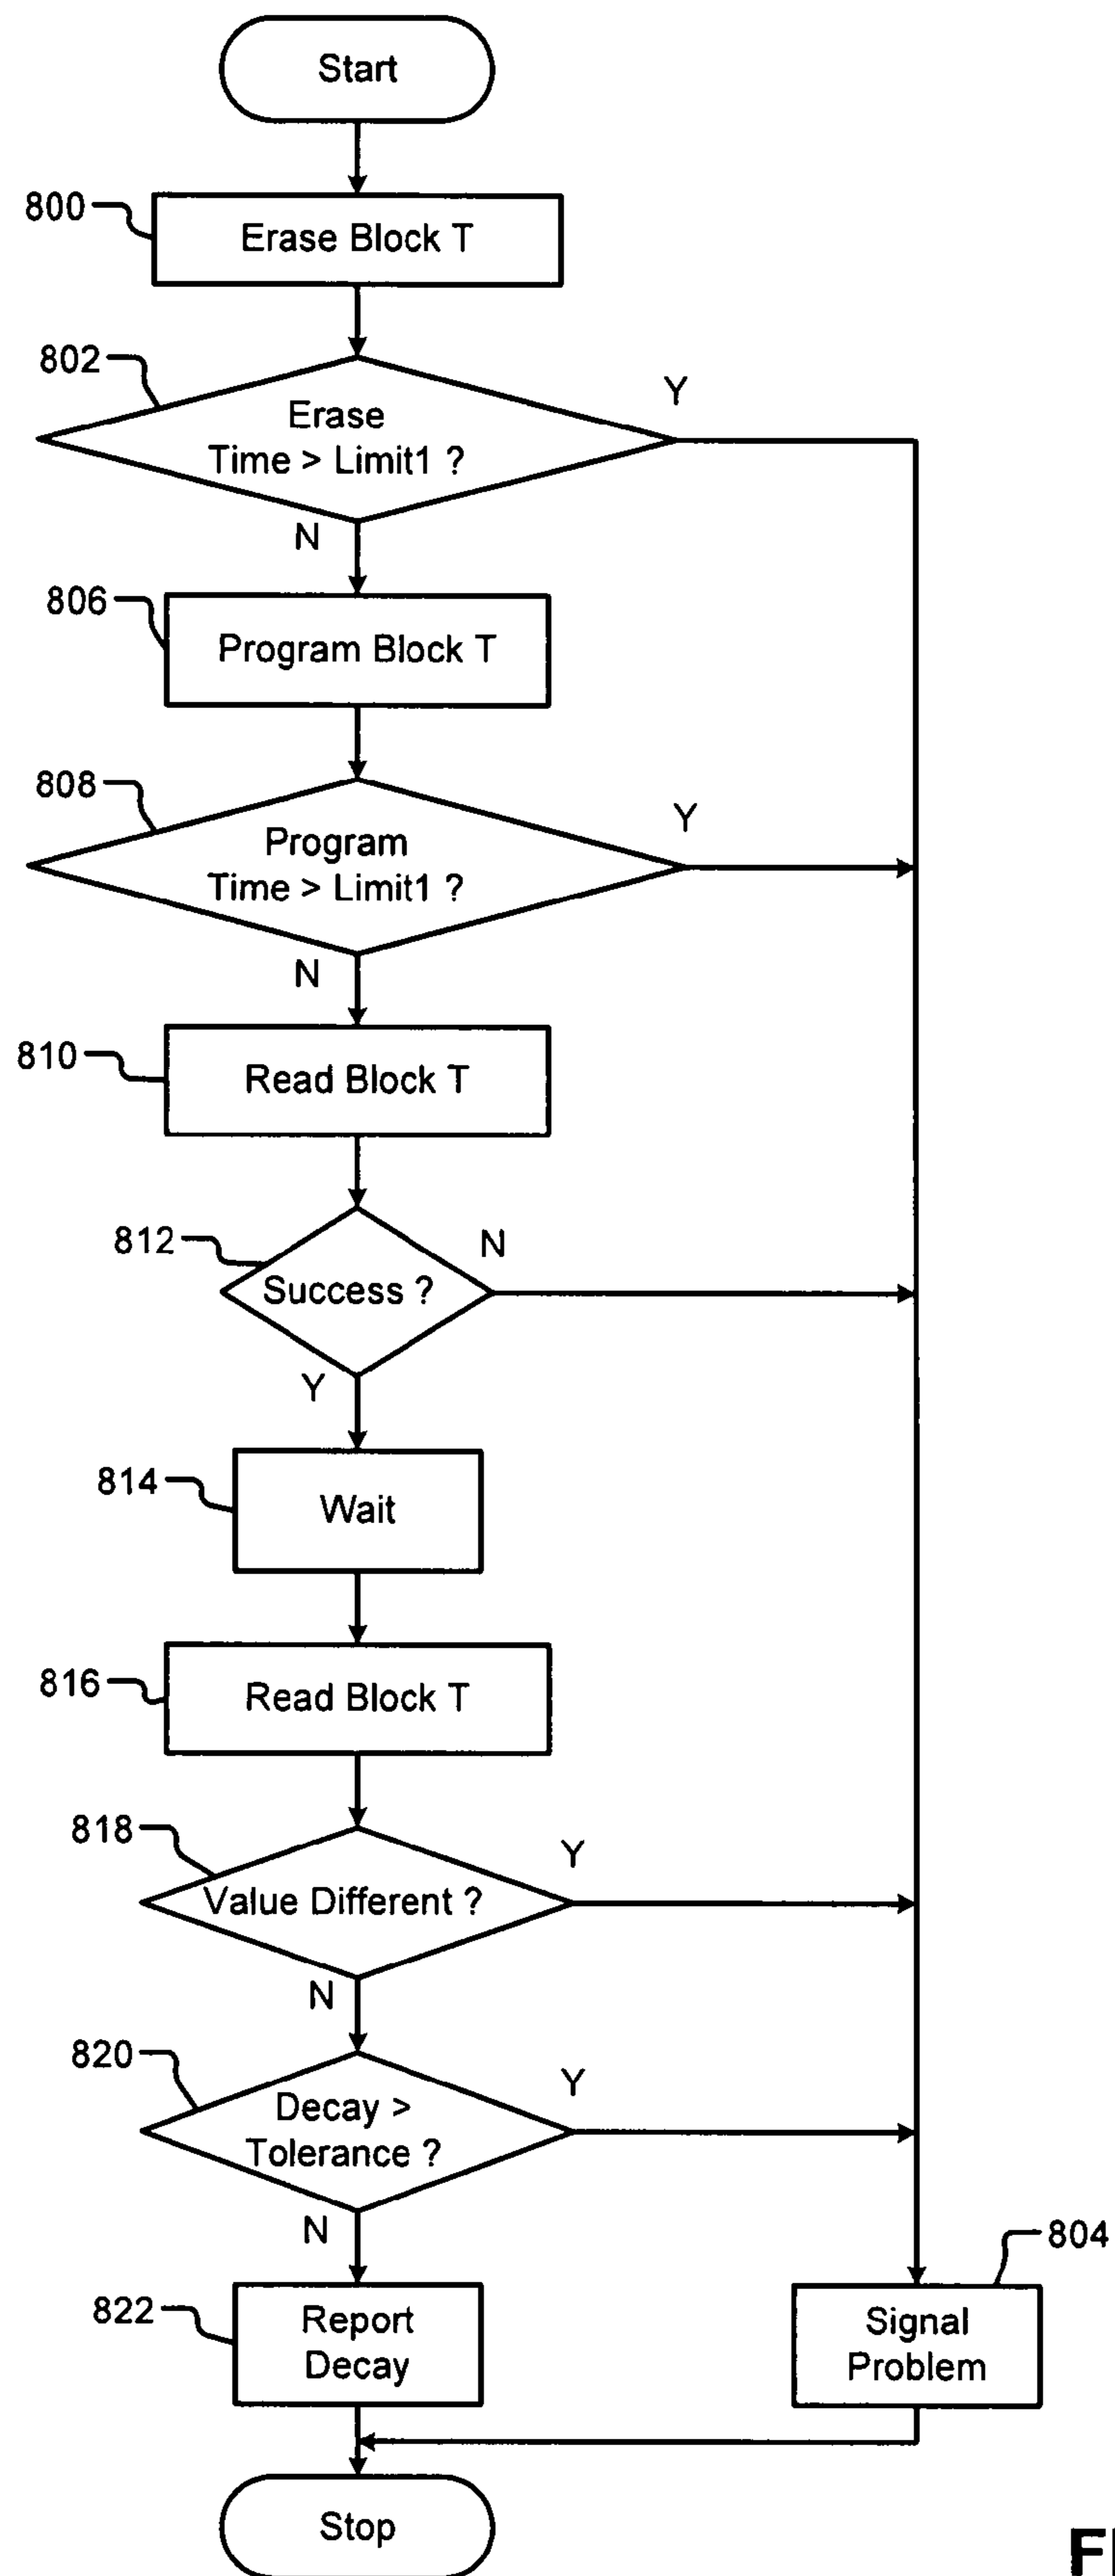 Start
800
Erase Block T
802
Y
Erase
Time > Limit1 ?
N
806
Program Block T
808
Y
Program
Time > Limit1 ?
N
810
Read Block T
812
N
Success ?
Y
814
Wait
816
Read Block T
818
Y
Value Different ?
N
820
Y
Decay >
Tolerance ?
N
804
822
Report
Decay
Signal
Problem
Stop